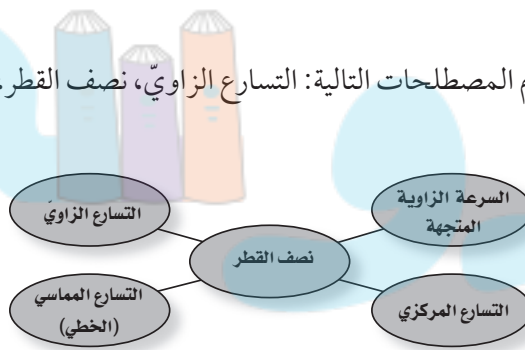 المصطلحات التالية: التسارع الزاويّ، نصف القطر.
السرعة الزاوية
المتجهة
التسارع الزاويّ
نصف القطر
التسارع المركزي
التسارع المماسي
(الخطي)